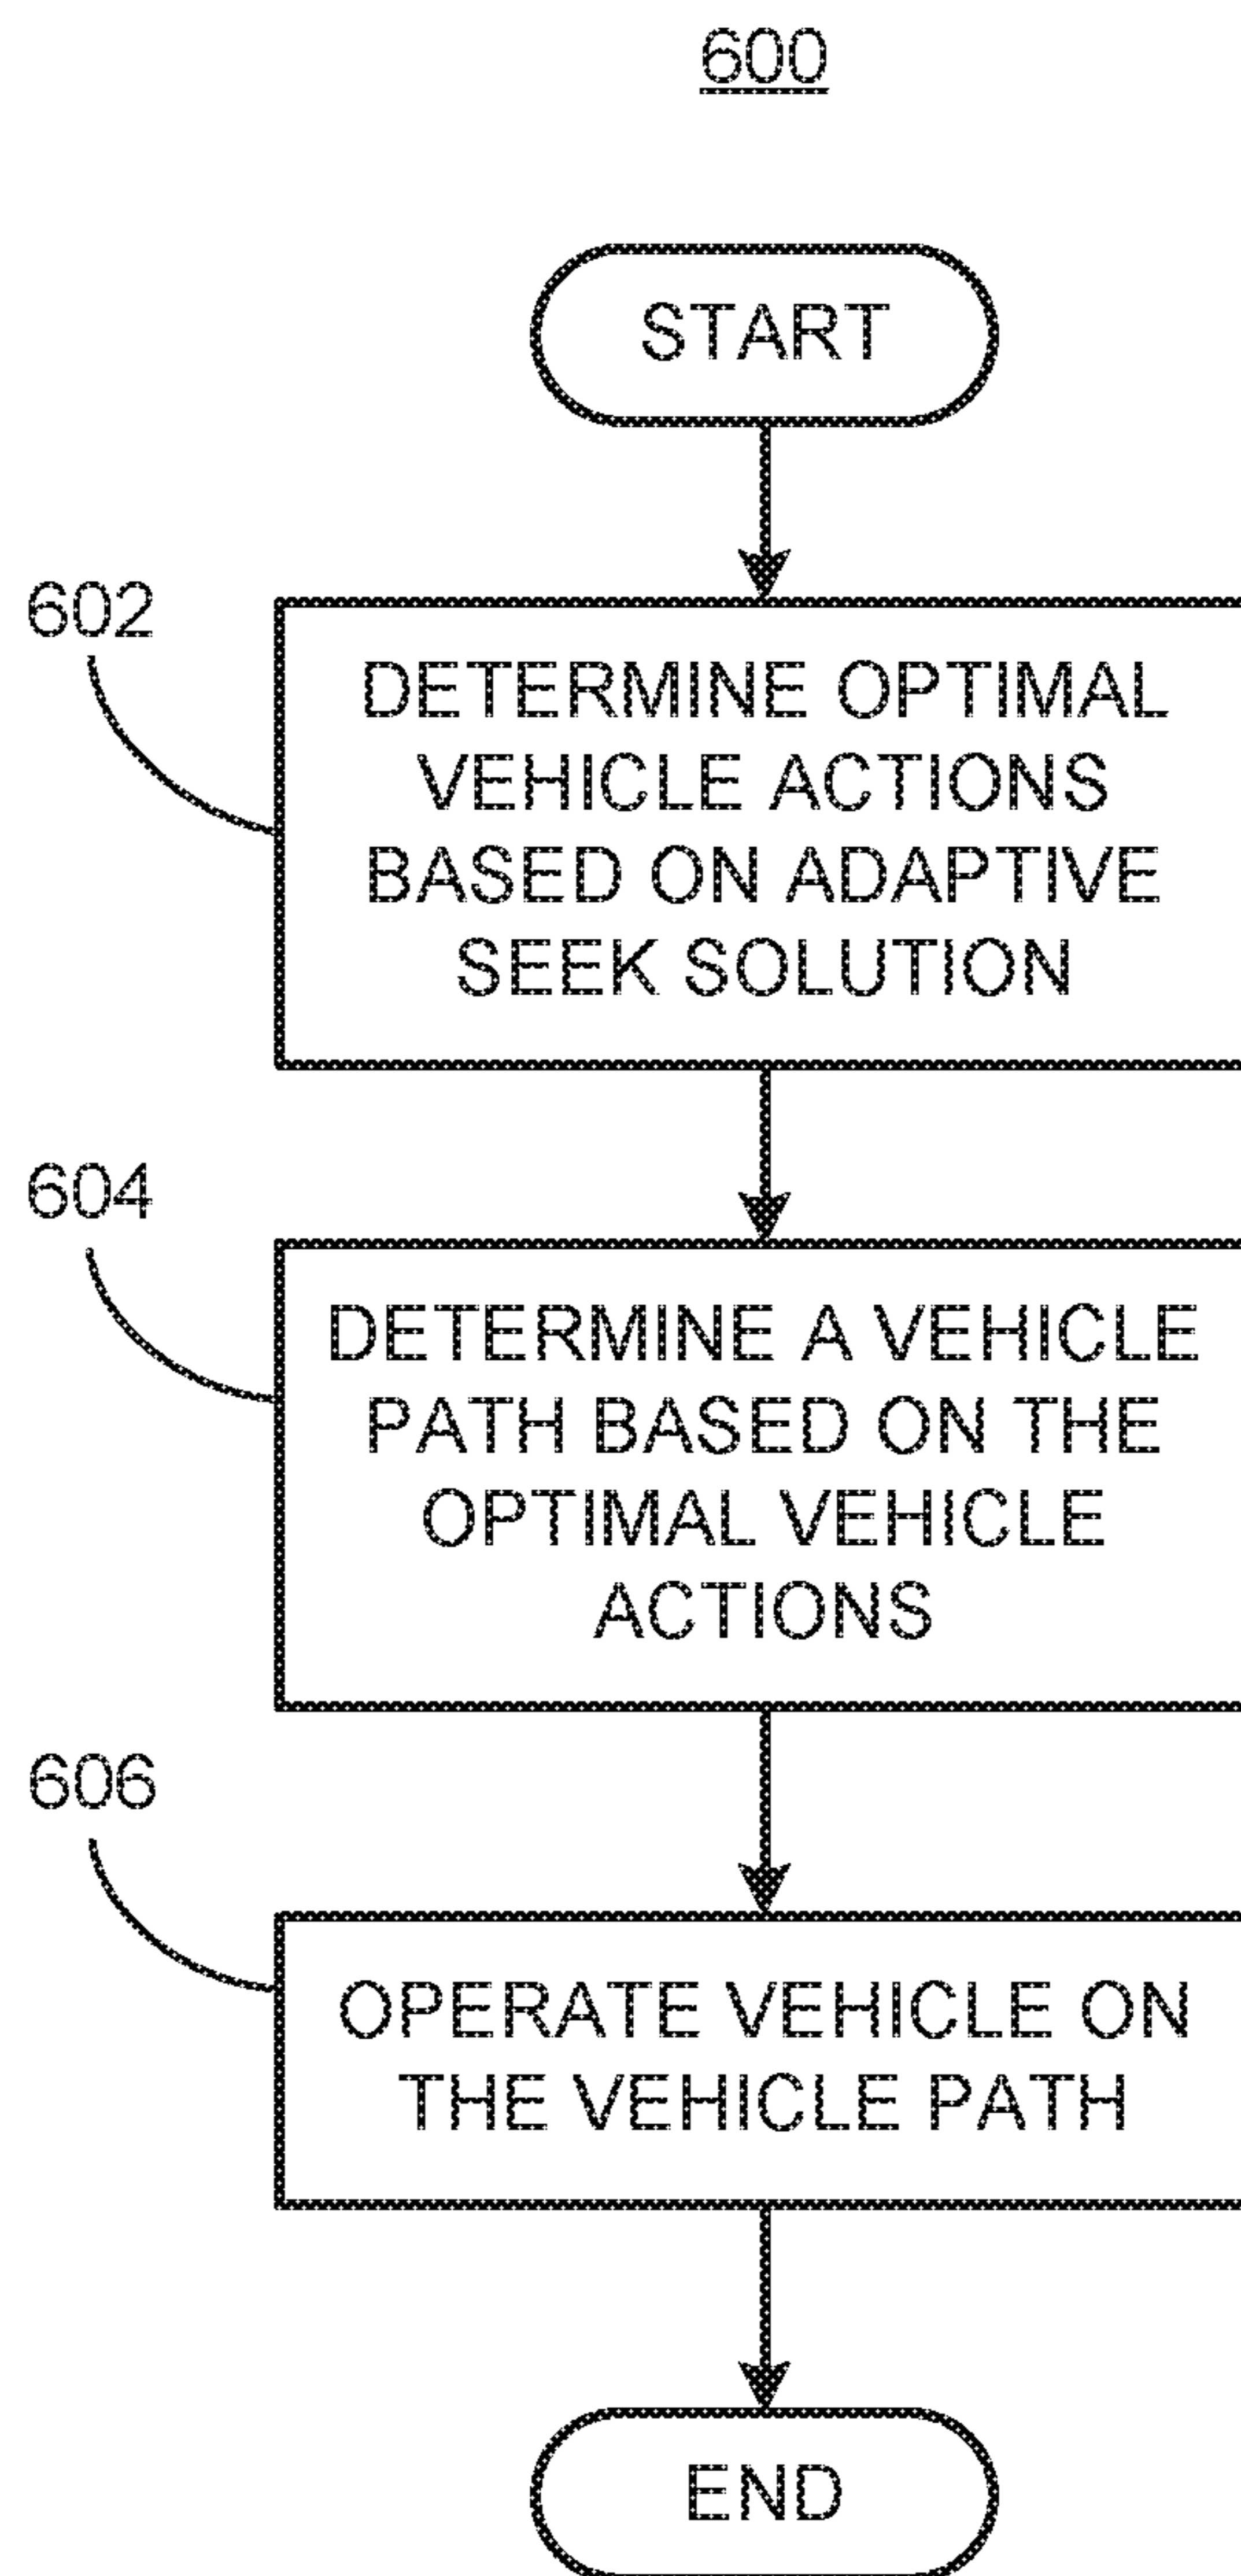 600
START
602
DETERMINE OPTIMAL
VEHICLE ACTIONS
BASED ON ADAPTIVE
SEEK SOLUTION
604
DETERMINE A VEHICLE
PATH BASED ON THE
OPTIMAL VEHICLE
ACTIONS
606
OPERATE VEHICLE ON
THE VEHICLE PATH
END